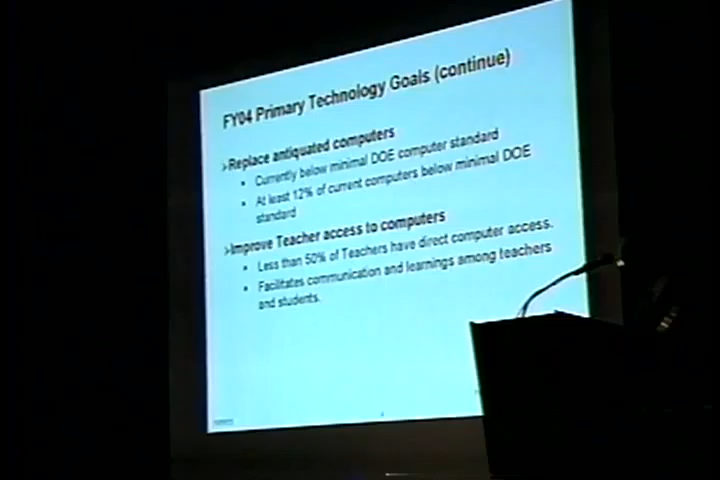 FY04 Primary Technology Goals (continue)
➢Replace antiquated computers
• Currently below minimal DOE computer standard
• At least 12% of current computers below minimal DOE
standard
➢Improve Teacher access to computers
• Less than 50% of Teachers have direct computer access.
• Facilitates communication and learnings among teachers
and students.